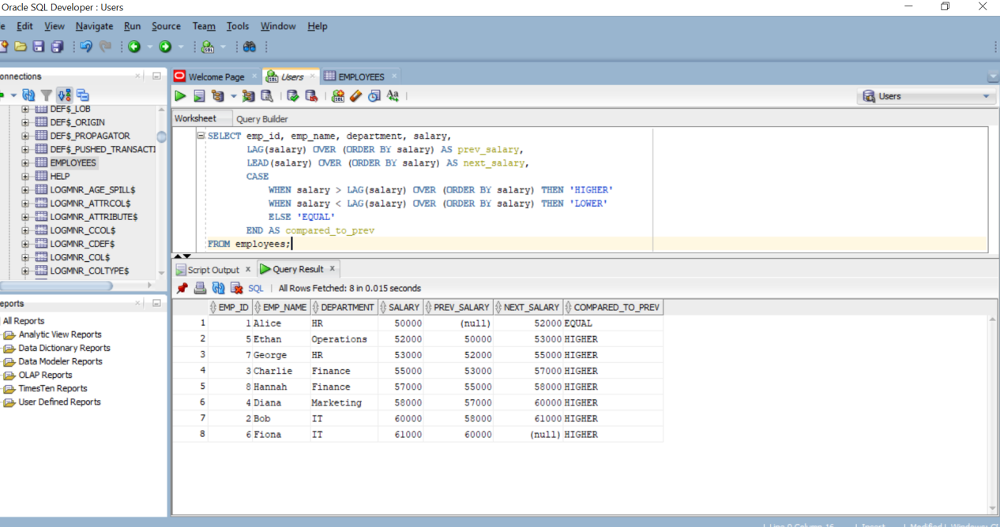 Oracle SQL Developer : Users
e Edit View Navigate Run Source Team Tools Window Help
onnections
Welcome Page
Users
EMPLOYEES
Users
DEF$_LOB
DEF$_ORIGIN
DEF$_PROPAGATOR
DEF$_PUSHED_TRANSACTI
EMPLOYEES
HELP
LOGMNR_AGE_SPILL$
LOGMNR_ATTRCOL$
LOGMNR_ATTRIBUTE$
LOGMNR_CCOL$
LOGMNR_CDEF$
LOGMNR_COL$
LOGMNR_COLTYPE$
eports
All Reports
Analytic View Reports
Data Dictionary Reports
Data Modeler Reports
OLAP Reports
TimesTen Reports
User Defined Reports
Worksheet Query Builder
SELECT emp_id, emp_name, department, salary,
LAG(salary) OVER (ORDER BY salary) AS prev_salary,
LEAD(salary) OVER (ORDER BY salary) AS next_salary,
CASE
WHEN salary > LAG(salary) OVER (ORDER BY salary) THEN 'HIGHER'
WHEN salary < LAG(salary) OVER (ORDER BY salary) THEN 'LOWER'
ELSE 'EQUAL'
END AS compared_to_prev
FROM employees;
Script Output x Query Result x
SQL | All Rows Fetched: 8 in 0.015 seconds
EMP_ID EMP_NAME DEPARTMENT SALARY PREV_SALARY NEXT_SALARY COMPARED_TO_PREV
1 1 Alice HR 50000 (null) 52000 EQUAL
2 5 Ethan Operations 52000 50000 53000 HIGHER
3 7 George HR 53000 52000 55000 HIGHER
4 3 Charlie Finance 55000 53000 57000 HIGHER
5 8 Hannah Finance 57000 55000 58000 HIGHER
6 4 Diana Marketing 58000 57000 60000 HIGHER
7 2 Bob IT 60000 58000 61000 HIGHER
8 6 Fiona IT 61000 60000 (null) HIGHER